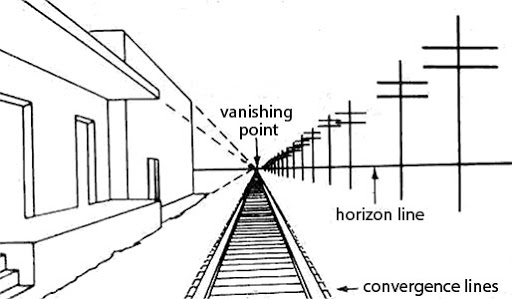 vanishing
point
horizon line
convergence lines